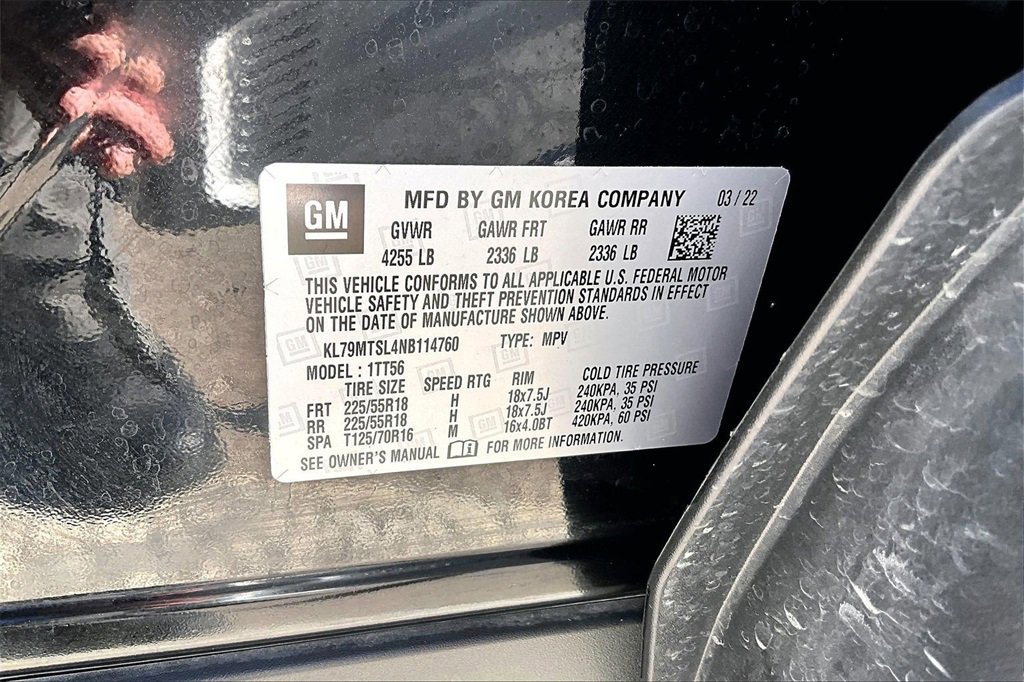 GM
MFD BY GM KOREA COMPANY 03/22
GVWR GAWR FRT GAWR RR
4255 LB 2336 LB 2336 LB
THIS VEHICLE CONFORMS TO ALL APPLICABLE U.S. FEDERAL MOTOR
VEHICLE SAFETY AND THEFT PREVENTION STANDARDS IN EFFECT
ON THE DATE OF MANUFACTURE SHOWN ABOVE.
KL79MTSL4NB114760 TYPE: MPV
MODEL : 1TT56
TIRE SIZE SPEED RTG RIM COLD TIRE PRESSURE
FRT 225/55R18 H 18x7.5J 240KPA, 35 PSI
RR 225/55R18 H 18x7.5J 240KPA, 35 PSI
SPA T125/70R16 M 16x4.0BT 420KPA, 60 PSI
SEE OWNER'S MANUAL FOR MORE INFORMATION.